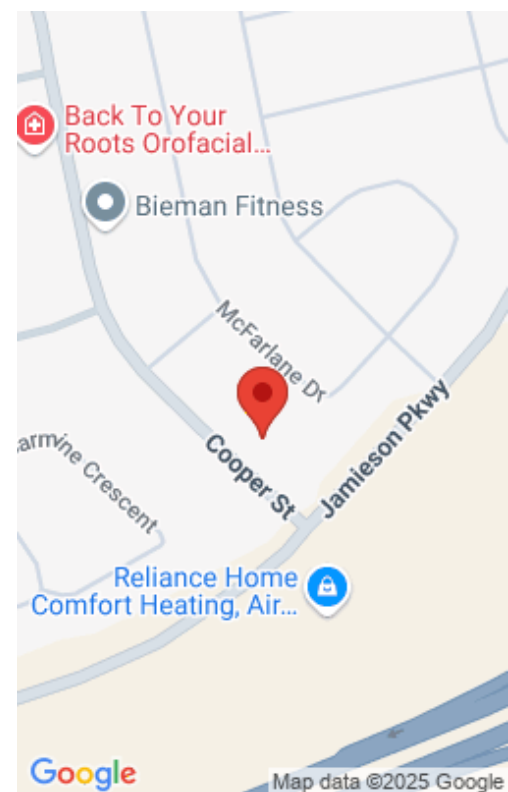 Back To Your
Roots Orofacial...
Bieman Fitness
McFarlane Dr
armine Crescent
Cooper St
Jamieson Pkwy
Reliance Home
Comfort Heating, Air...
Google
Map data ©2025 Google